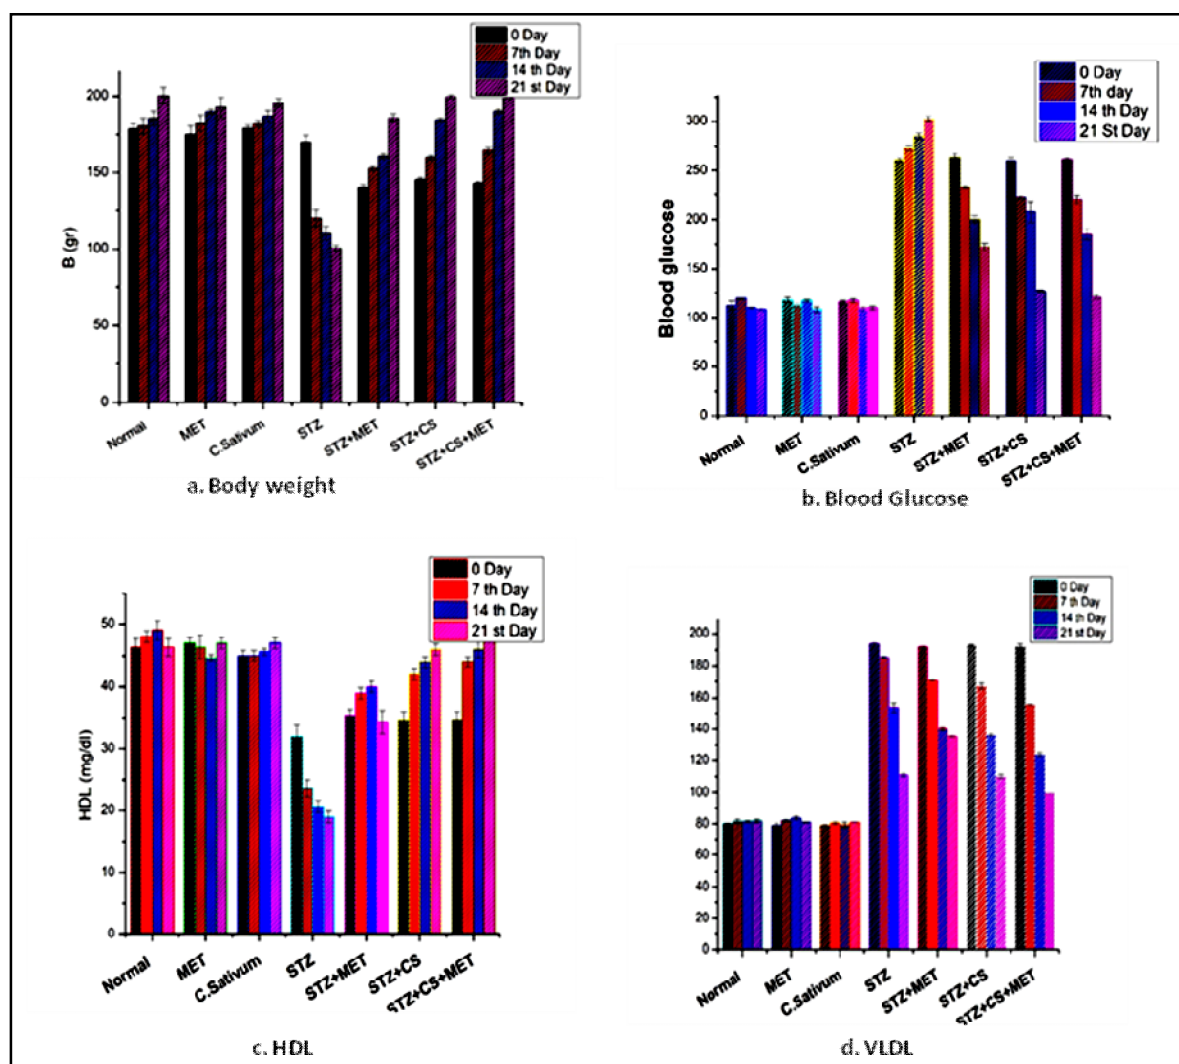 0 Day
7th Day
14 th Day
21 st Day
200
150
100
50
0
B (gr)
Normal
MET
C.Sativum
STZ
STZ+MET
STZ+CS
STZ+CS+MET
a. Body weight
0 Day
7th day
14 th Day
21 St Day
300
250
200
150
100
50
0
Blood glucose
Normal
MET
C.Sativum
STZ
STZ+MET
STZ+CS
STZ+CS+MET
b. Blood Glucose
0 Day
7 th Day
14 th Day
21 st Day
50
40
30
20
10
0
HDL (mg/dl)
Normal
MET
C.Sativum
STZ
STZ+MET
STZ+CS
STZ+CS+MET
c. HDL
0 Day
7 th Day
14th Day
21st Day
200
180
160
140
120
100
80
60
40
20
0
Normal
MET
C.Sativum
STZ
STZ+MET
STZ+CS
STZ+CS+MET
d. VLDL